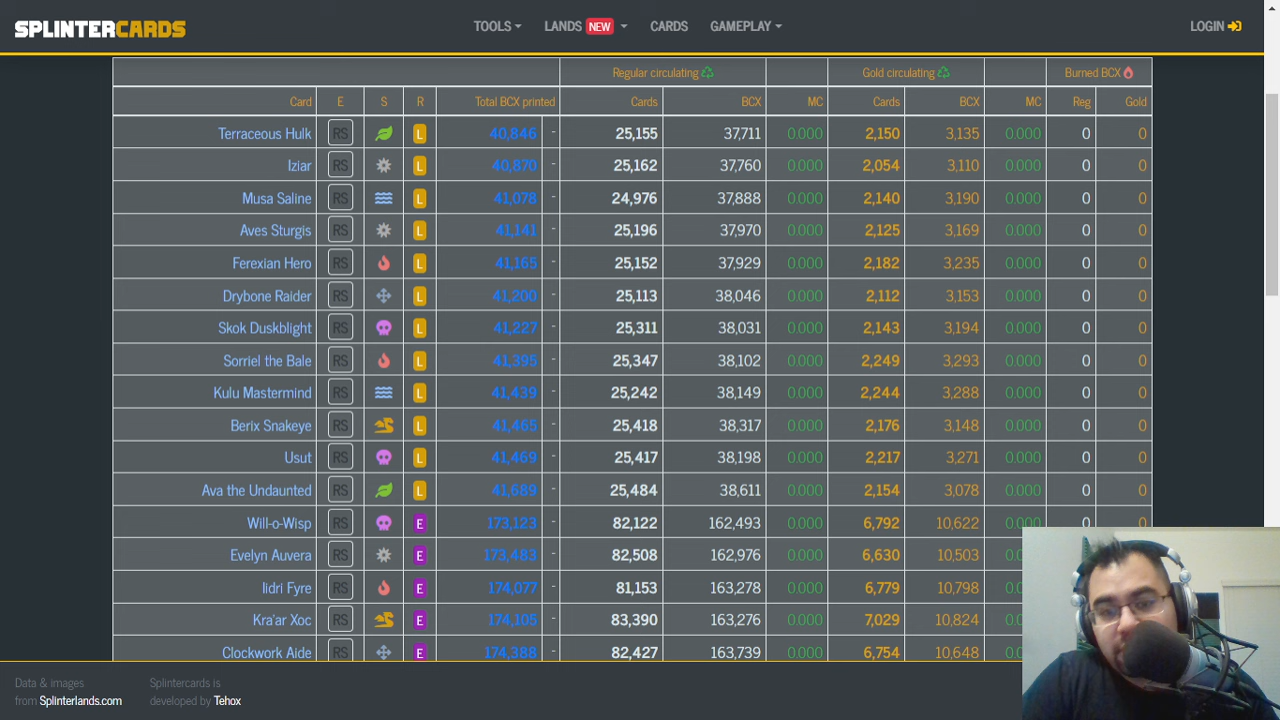 SPLINTERCARDS TOOLS LANDS NEW CARDS GAMEPLAY LOGIN
Regular circulating Gold circulating Burned BCX
Card E S R Total BCX printed Cards BCX MC Cards BCX MC Reg Gold
Terraceous Hulk RS L 40,846 - 25,155 37,711 0.000 2,150 3,135 0.000 0 0
Iziar RS L 40,870 - 25,162 37,760 0.000 2,054 3,110 0.000 0 0
Musa Saline RS L 41,078 - 24,976 37,888 0.000 2,140 3,190 0.000 0 0
Aves Sturgis RS L 41,141 - 25,196 37,970 0.000 2,125 3,169 0.000 0 0
Ferexian Hero RS L 41,165 - 25,152 37,929 0.000 2,182 3,235 0.000 0 0
Drybone Raider RS L 41,200 - 25,113 38,046 0.000 2,112 3,153 0.000 0 0
Skok Duskblight RS L 41,227 - 25,311 38,031 0.000 2,143 3,194 0.000 0 0
Sorriel the Bale RS L 41,395 - 25,347 38,102 0.000 2,249 3,293 0.000 0 0
Kulu Mastermind RS L 41,439 - 25,242 38,149 0.000 2,244 3,288 0.000 0 0
Berix Snakeye RS L 41,465 - 25,418 38,317 0.000 2,176 3,148 0.000 0 0
Usut RS L 41,469 - 25,417 38,198 0.000 2,217 3,271 0.000 0 0
Ava the Undaunted RS L 41,689 - 25,484 38,611 0.000 2,154 3,078 0.000 0 0
Will-o-Wisp RS E 173,123 - 82,122 162,493 0.000 6,792 10,622 0.000 0 0
Evelyn Auvera RS E 173,483 - 82,508 162,976 0.000 6,630 10,503
Iidri Fyre RS E 174,077 - 81,153 163,278 0.000 6,779 10,798
Kra'ar Xoc RS E 174,105 - 83,390 163,276 0.000 7,029 10,824
Clockwork Aide RS E 174,388 - 82,427 163,739 0.000 6,754 10,648
Data & images
from Splinterlands.com
Splintercards is
developed by Tehox